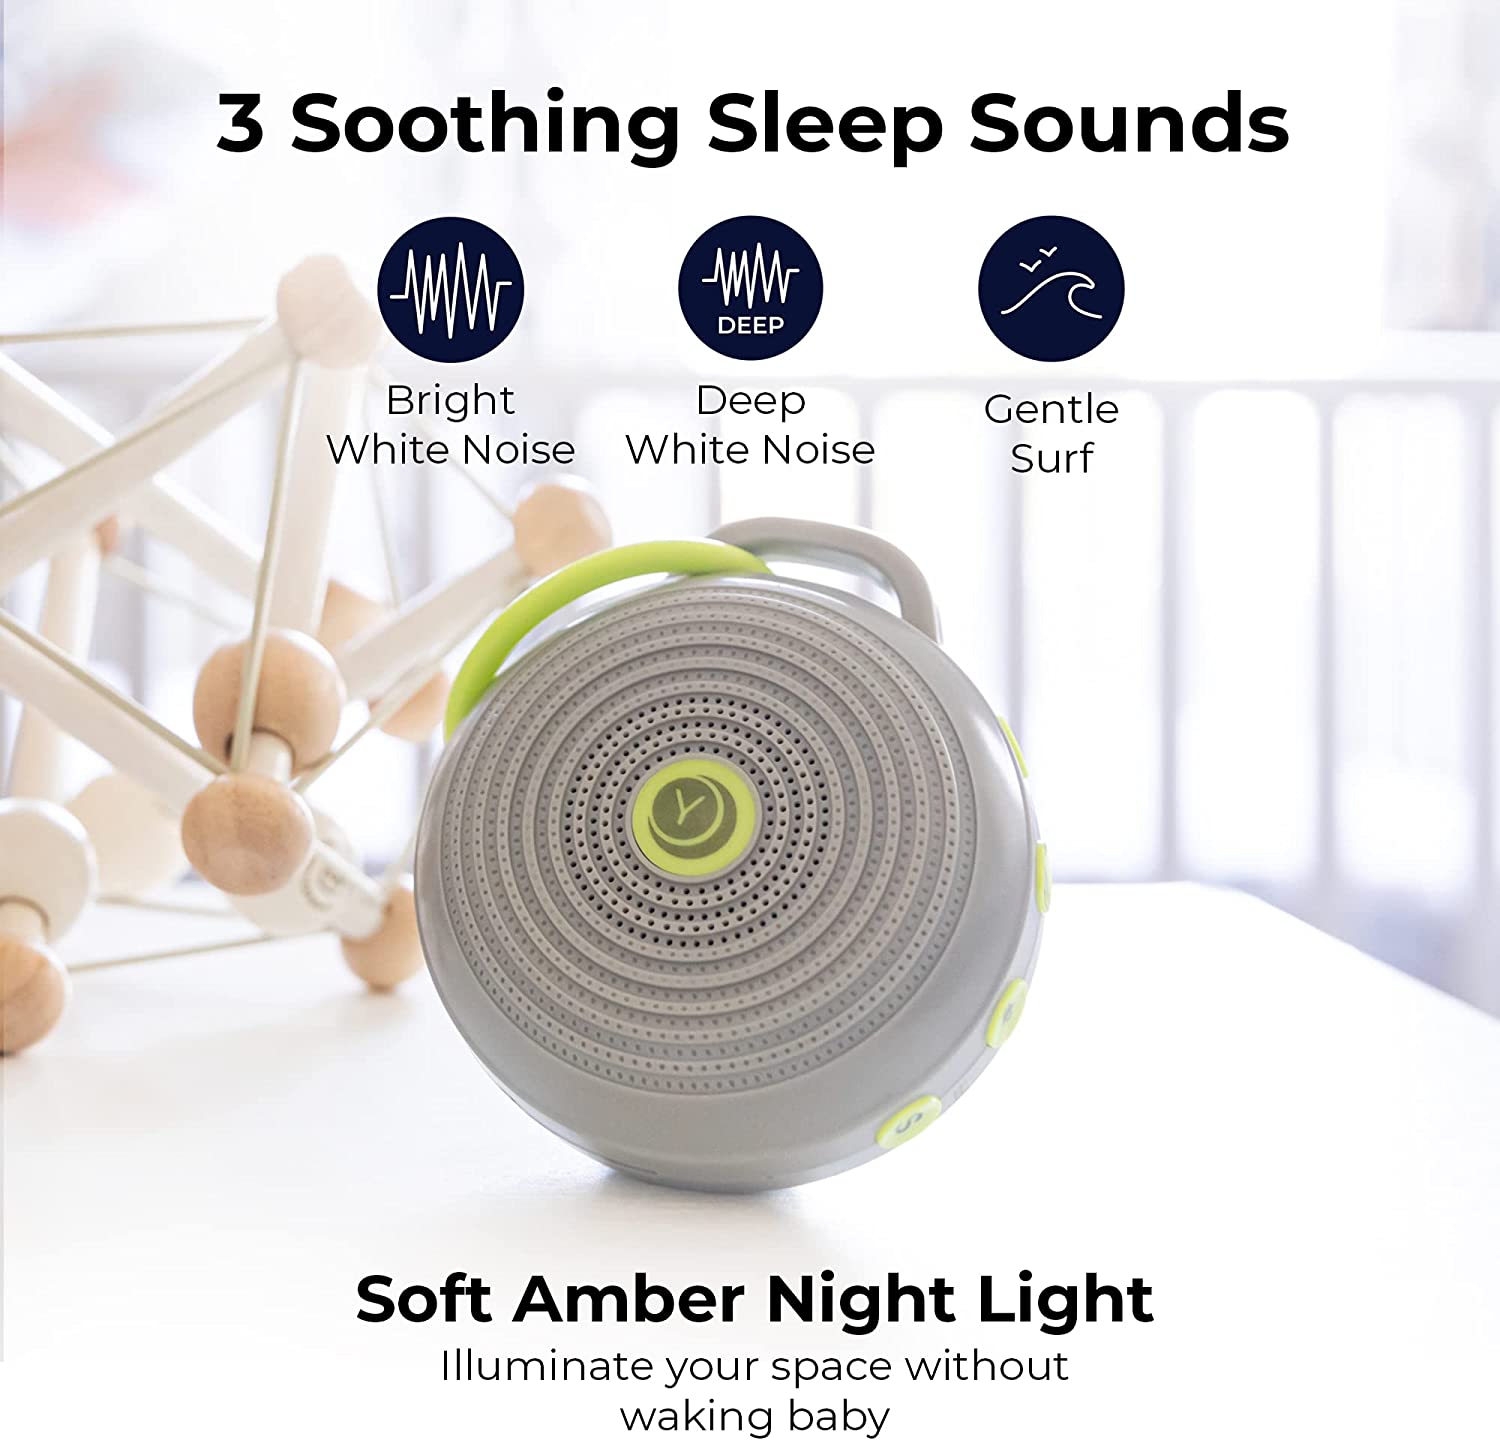 3 Soothing Sleep Sounds
DEEP
Bright
White Noise
Deep
White Noise
Gentle
Surf
Y
Soft Amber Night Light
Illuminate your space without
waking baby